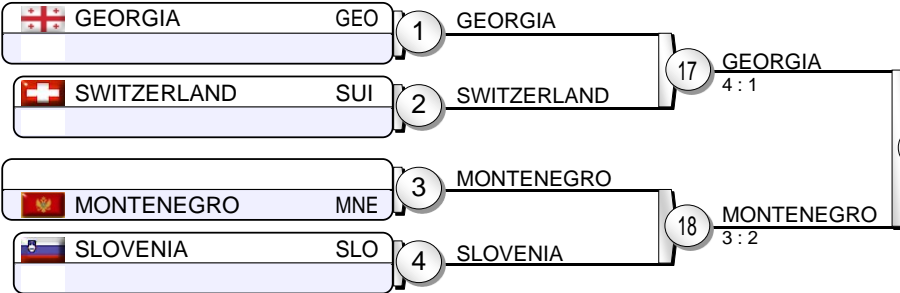 GEORGIA GEO
1
GEORGIA
SWITZERLAND SUI
2
SWITZERLAND
17
GEORGIA
4 : 1
MONTENEGRO MNE
3
MONTENEGRO
SLOVENIA SLO
4
SLOVENIA
18
MONTENEGRO
3 : 2